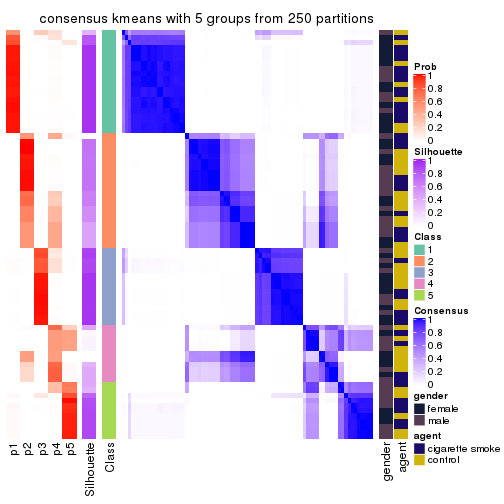 consensus kmeans with 5 groups from 250 partitions
Prob
1
0.8
0.6
0.4
0.2
0
Silhouette
1
0.8
0.6
0.4
0.2
0
Class
1
2
3
4
5
Consensus
1
0.8
0.6
0.4
0.2
0
gender
female
male
agent
cigarette smoke
control
p1
p2
p3
p4
p5
Silhouette
Class
gender
agent